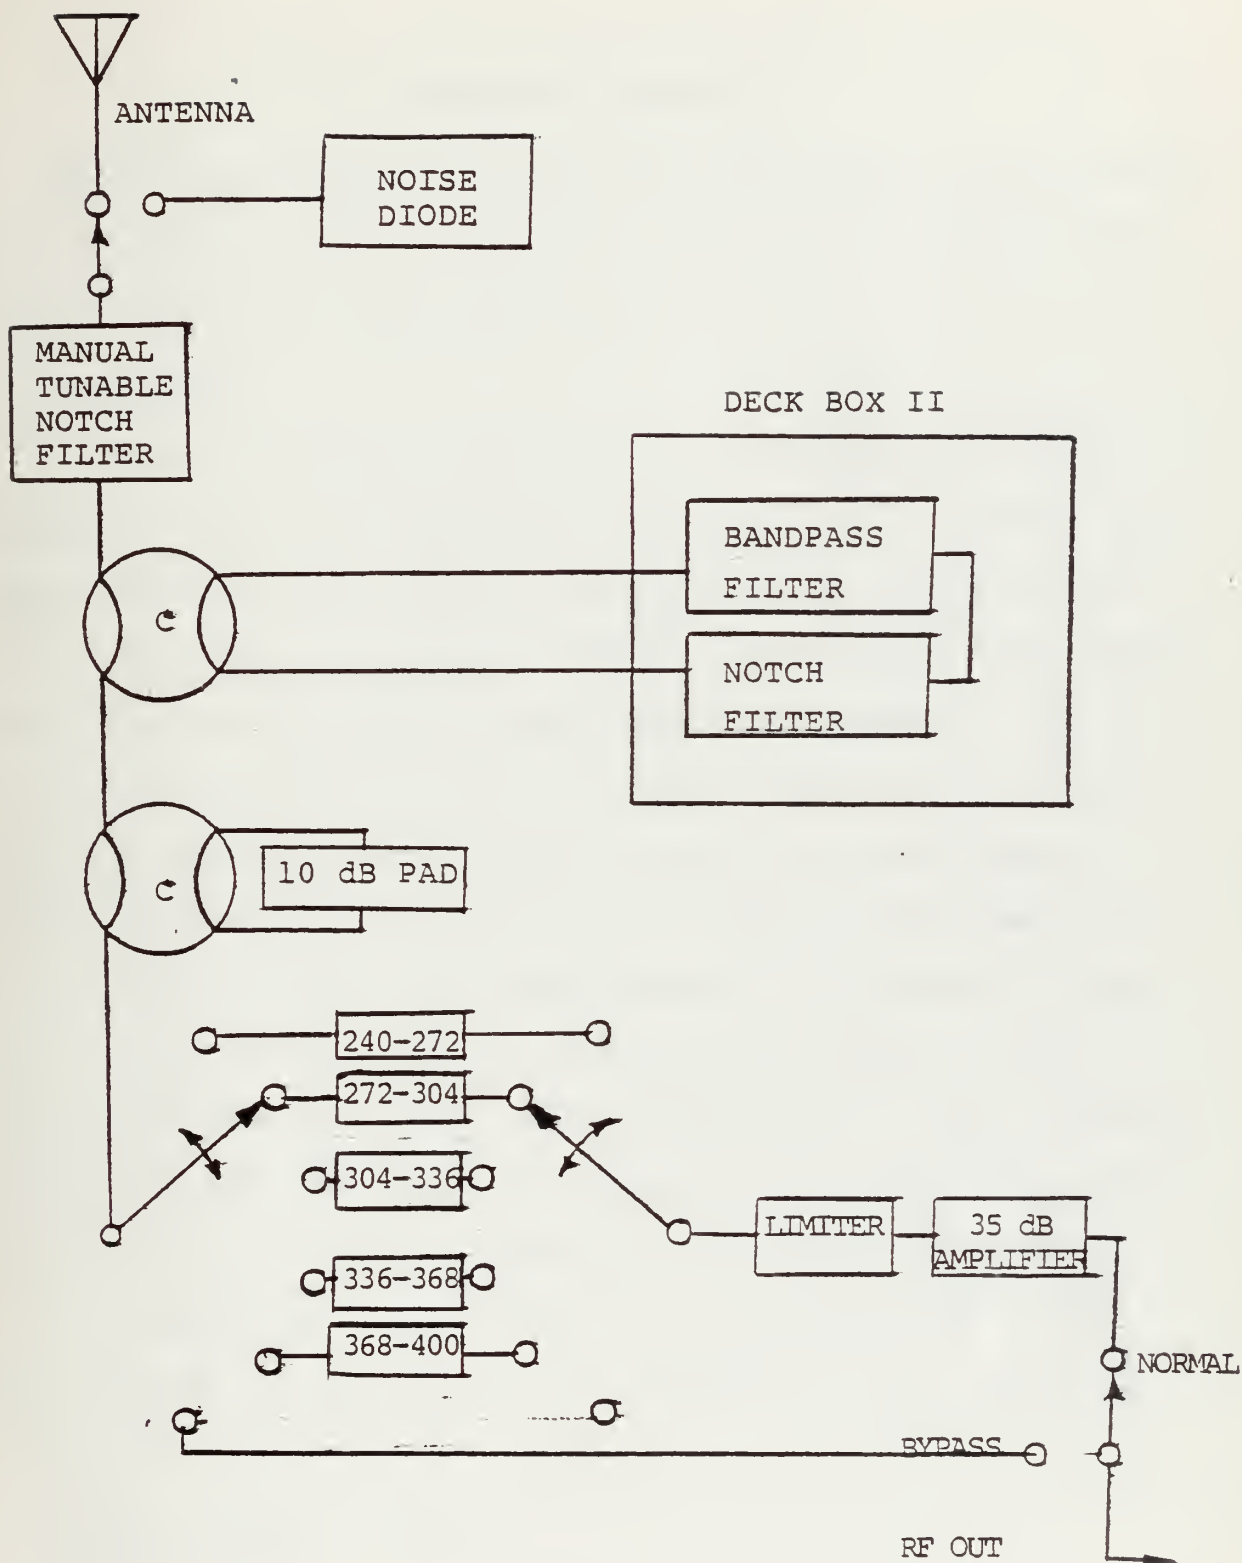 ANTENNA
NOISE
DIODE
MANUAL
TUNABLE
NOTCH
FILTER
DECK BOX II
BANDPASS
FILTER
NOTCH
FILTER
10 dB PAD
240-272
272-304
304-336
336-368
368-400
LIMITER
35 dB
AMPLIFIER
NORMAL
BYPASS
RF OUT